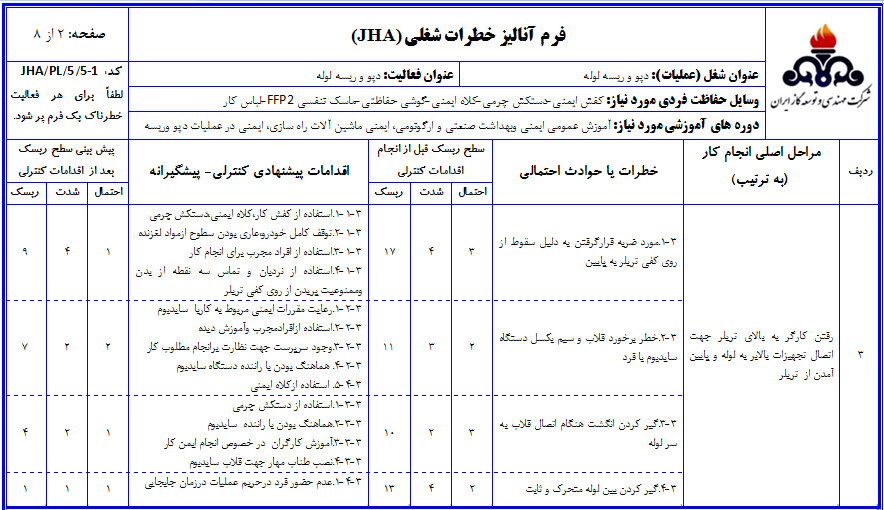 فرم آنالیز خطرات شغلی (JHA)
صفحه: ۲ از ۸
شرکت مهندسی و توسعه گاز ایران
عنوان شغل (عملیات): دپو و ریسه لوله
عنوان فعالیت: دپو و ریسه لوله
کد: JHA/PL/5/5-1
لطفاً برای هر فعالیت
خطرناک یک فرم پر شود.
وسایل حفاظت فردی مورد نیاز: کفش ایمنی -دستکش چرمی-کلاه ایمنی-گوشی حفاظتی-ماسک تنفسی FFP2-لباس کار
دوره های آموزشی مورد نیاز: آموزش عمومی ایمنی وبهداشت صنعتی و ارگونومی، ایمنی ماشین آلات راه سازی، ایمنی در عملیات دپو وریسه
ردیف
مراحل اصلی انجام کار
(به ترتیب)
خطرات یا حوادث احتمالی
سطح ریسک قبل از انجام
اقدامات کنترلی
احتمال شدت ریسک
اقدامات پیشنهادی کنترلی- پیشگیرانه
پیش بینی سطح ریسک
بعد از اقدامات کنترلی
احتمال شدت ریسک
۳
رفتن کارگر به بالای تریلر جهت
اتصال تجهیزات بالابر به لوله و پایین
آمدن از تریلر
۱-۳.مورد ضربه قرارگرفتن به دلیل سقوط از
روی کفی تریلر به پایین
۳ ۴ ۱۷
۱-۱-۳.استفاده از کفش کار،کلاه ایمنی،دستکش چرمی
۲-۱-۳.توقف کامل خودرو،عاری بودن سطوح ازمواد لغزنده
۳-۱-۳.استفاده از افراد مجرب برای انجام کار
۴-۱-۳.استفاده از نردبان و تماس سه نقطه از بدن
وممنوعیت پریدن از روی کفی تریلر
۱ ۴ ۹
۲-۳.خطر برخورد قلاب و سیم بکسل دستگاه
سایدبوم با فرد
۲ ۳ ۱۱
۱-۲-۳.رعایت مقررات ایمنی مربوط به کاربا سایدبوم
۲-۲-۳.استفاده ازافرادمجرب وآموزش دیده
۳-۲-۳.وجود سرپرست جهت نظارت برانجام مطلوب کار
۴-۲-۳. هماهنگ بودن با راننده دستگاه سایدبوم
۵-۴-۳. استفاده ازکلاه ایمنی
۲ ۲ ۷
۳-۳.گیر کردن انگشت هنگام اتصال قلاب به
سر لوله
۳ ۲ ۱۰
۱-۳-۳.استفاده از دستکش چرمی
۲-۳-۳.هماهنگ بودن با راننده سایدبوم
۳-۳-۳.آموزش کارگران در خصوص انجام ایمن کار
۴-۳-۳.نصب طناب مهار جهت قلاب سایدبوم
۱ ۲ ۴
۴-۳.گیر کردن بین لوله متحرک و ثابت
۲ ۴ ۱۳
۱-۴-۳.عدم حضور فرد درحریم عملیات درزمان جابجایی
۱ ۱ ۱